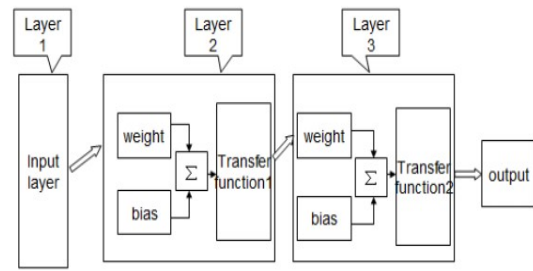 Layer
1
Layer
2
Layer
3
Input
layer
weight
Σ
bias
Transfer
function1
weight
Σ
bias
Transfer
function2
output